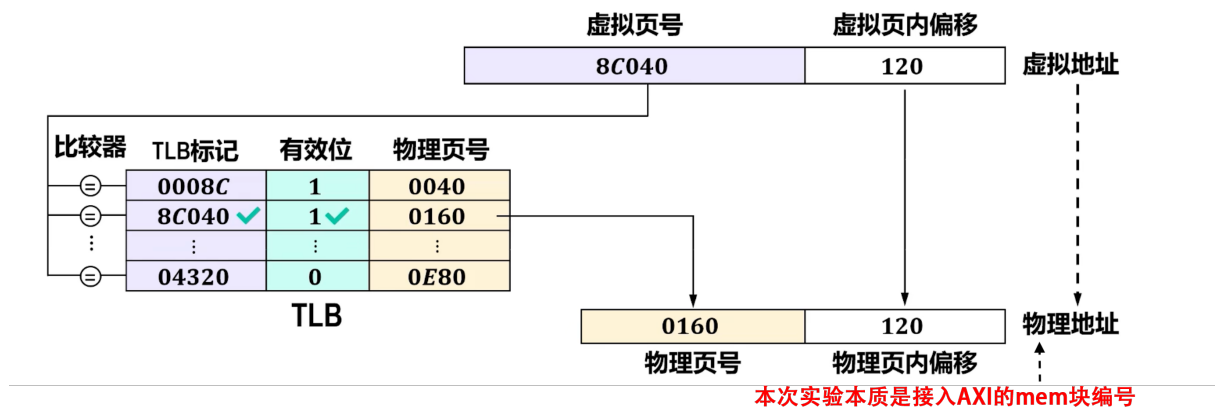 虚拟页号 虚拟页内偏移
8C040 120 虚拟地址
比较器 TLB标记 有效位 物理页号
= 0008C 1 0040
= 8C040 ✓ 1 ✓ 0160
⋮ ⋮ ⋮ ⋮
= 04320 0 0E80
TLB
0160 120 物理地址
物理页号 物理页内偏移
本次实验本质是接入AXI的mem块编号